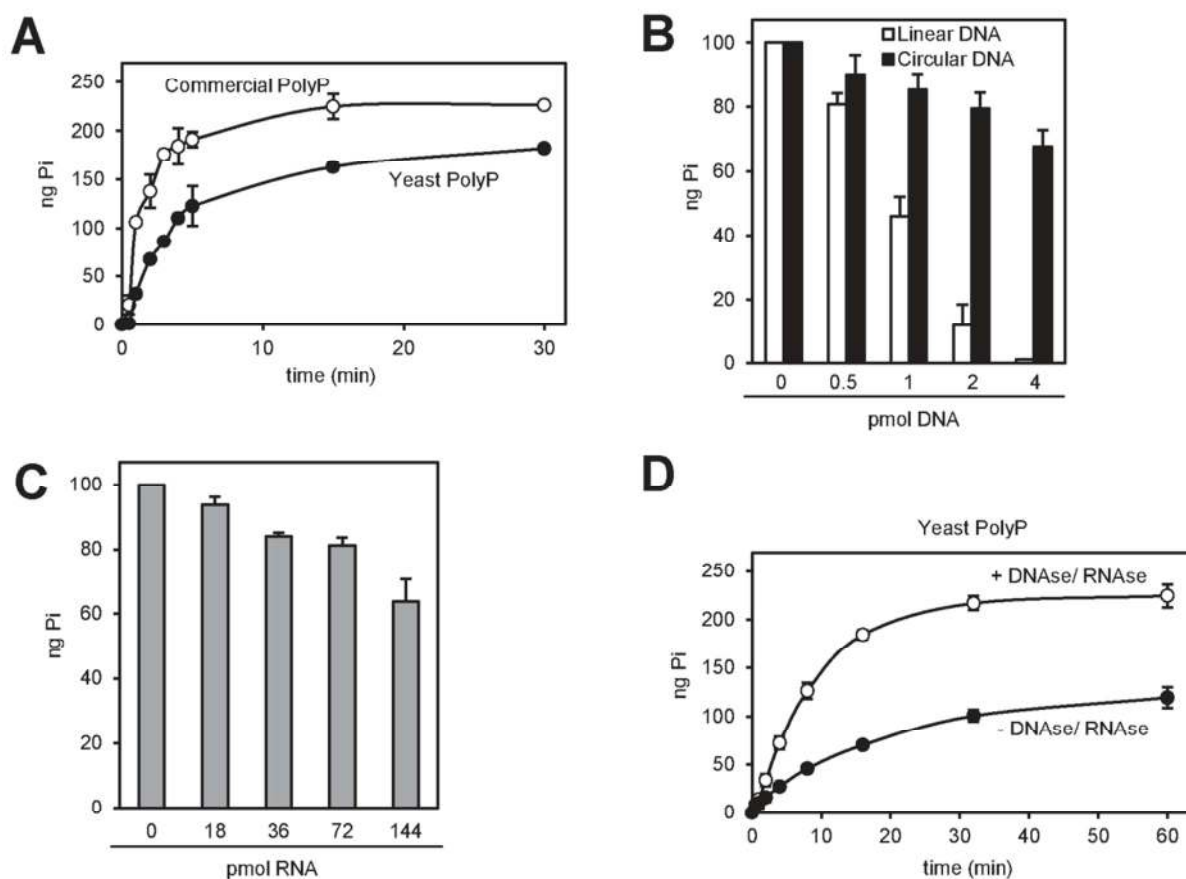 A
250
200
150
100
50
0
ng Pi
Commercial PolyP
Yeast PolyP
0
10
20
30
time (min)
B
100
80
60
40
20
0
ng Pi
Linear DNA
Circular DNA
0
0.5
1
2
4
pmol DNA
C
100
80
60
40
20
0
ng Pi
0
18
36
72
144
pmol RNA
D
Yeast PolyP
250
200
150
100
50
0
ng Pi
+ DNAse/ RNAse
- DNAse/ RNAse
0
10
20
30
40
50
60
time (min)